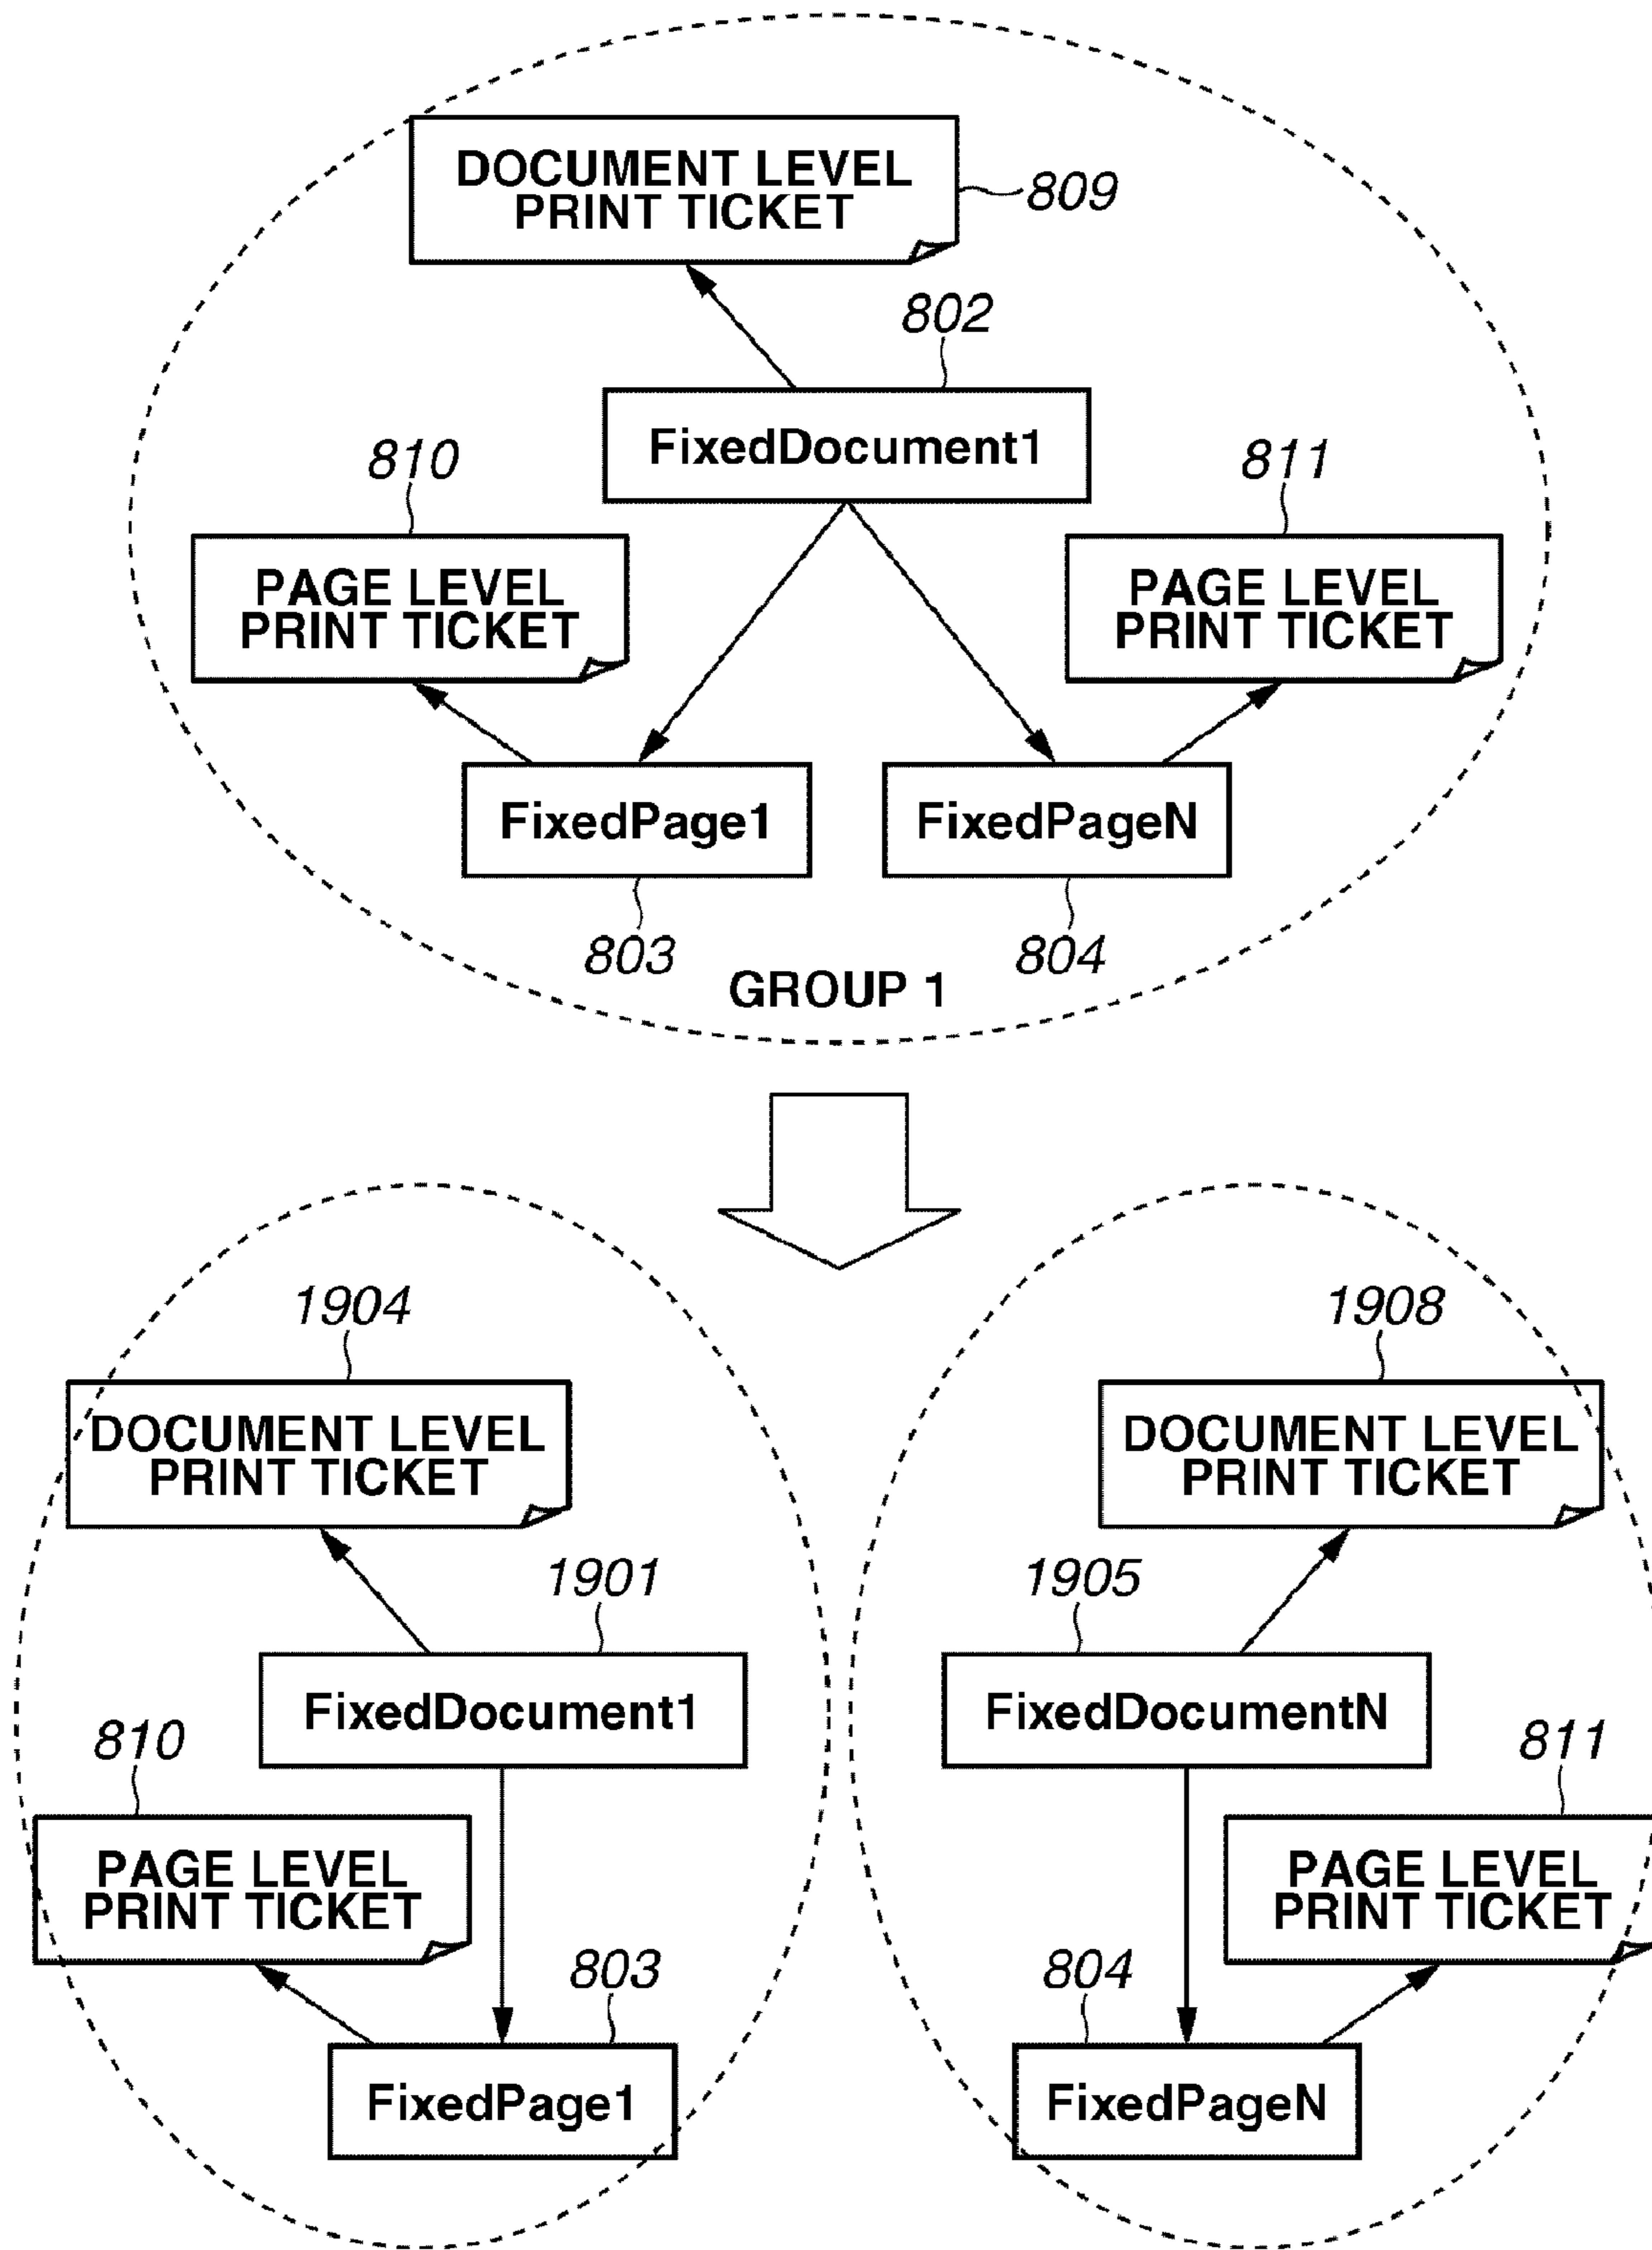 DOCUMENT LEVEL
PRINT TICKET
809
802
FixedDocument1
810
811
PAGE LEVEL
PRINT TICKET
PAGE LEVEL
PRINT TICKET
FixedPage1
FixedPageN
803
804
GROUP 1
1904
1908
DOCUMENT LEVEL
PRINT TICKET
DOCUMENT LEVEL
PRINT TICKET
1901
1905
FixedDocument1
FixedDocumentN
810
811
PAGE LEVEL
PRINT TICKET
PAGE LEVEL
PRINT TICKET
803
804
FixedPage1
FixedPageN